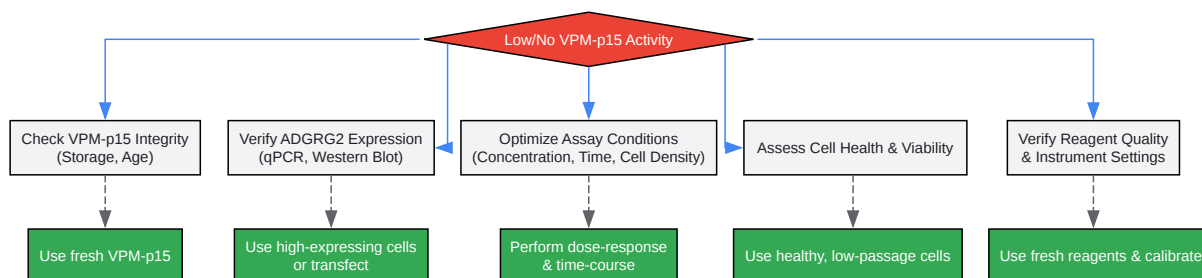 Low/No VPM-p15 Activity
Check VPM-p15 Integrity
(Storage, Age)
Verify ADGRG2 Expression
(qPCR, Western Blot)
Optimize Assay Conditions
(Concentration, Time, Cell Density)
Assess Cell Health & Viability
Verify Reagent Quality
& Instrument Settings
Use fresh VPM-p15
Use high-expressing cells
or transfect
Perform dose-response
& time-course
Use healthy, low-passage cells
Use fresh reagents & calibrate